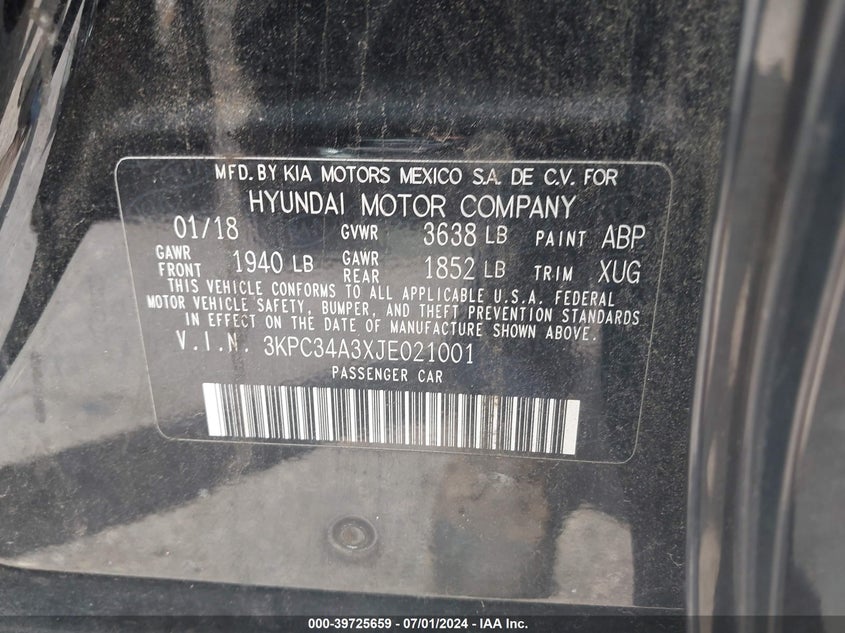 MFD. BY KIA MOTORS MEXICO S.A. DE C.V. FOR
HYUNDAI MOTOR COMPANY
01/18 GVWR 3638 LB PAINT ABP
GAWR FRONT 1940 LB GAWR REAR 1852 LB TRIM XUG
THIS VEHICLE CONFORMS TO ALL APPLICABLE U.S.A. FEDERAL
MOTOR VEHICLE SAFETY, BUMPER, AND THEFT PREVENTION STANDARDS
IN EFFECT ON THE DATE OF MANUFACTURE SHOWN ABOVE.
V.I.N. 3KPC34A3XJE021001
PASSENGER CAR
000-39725659 - 07/01/2024 - IAA Inc.